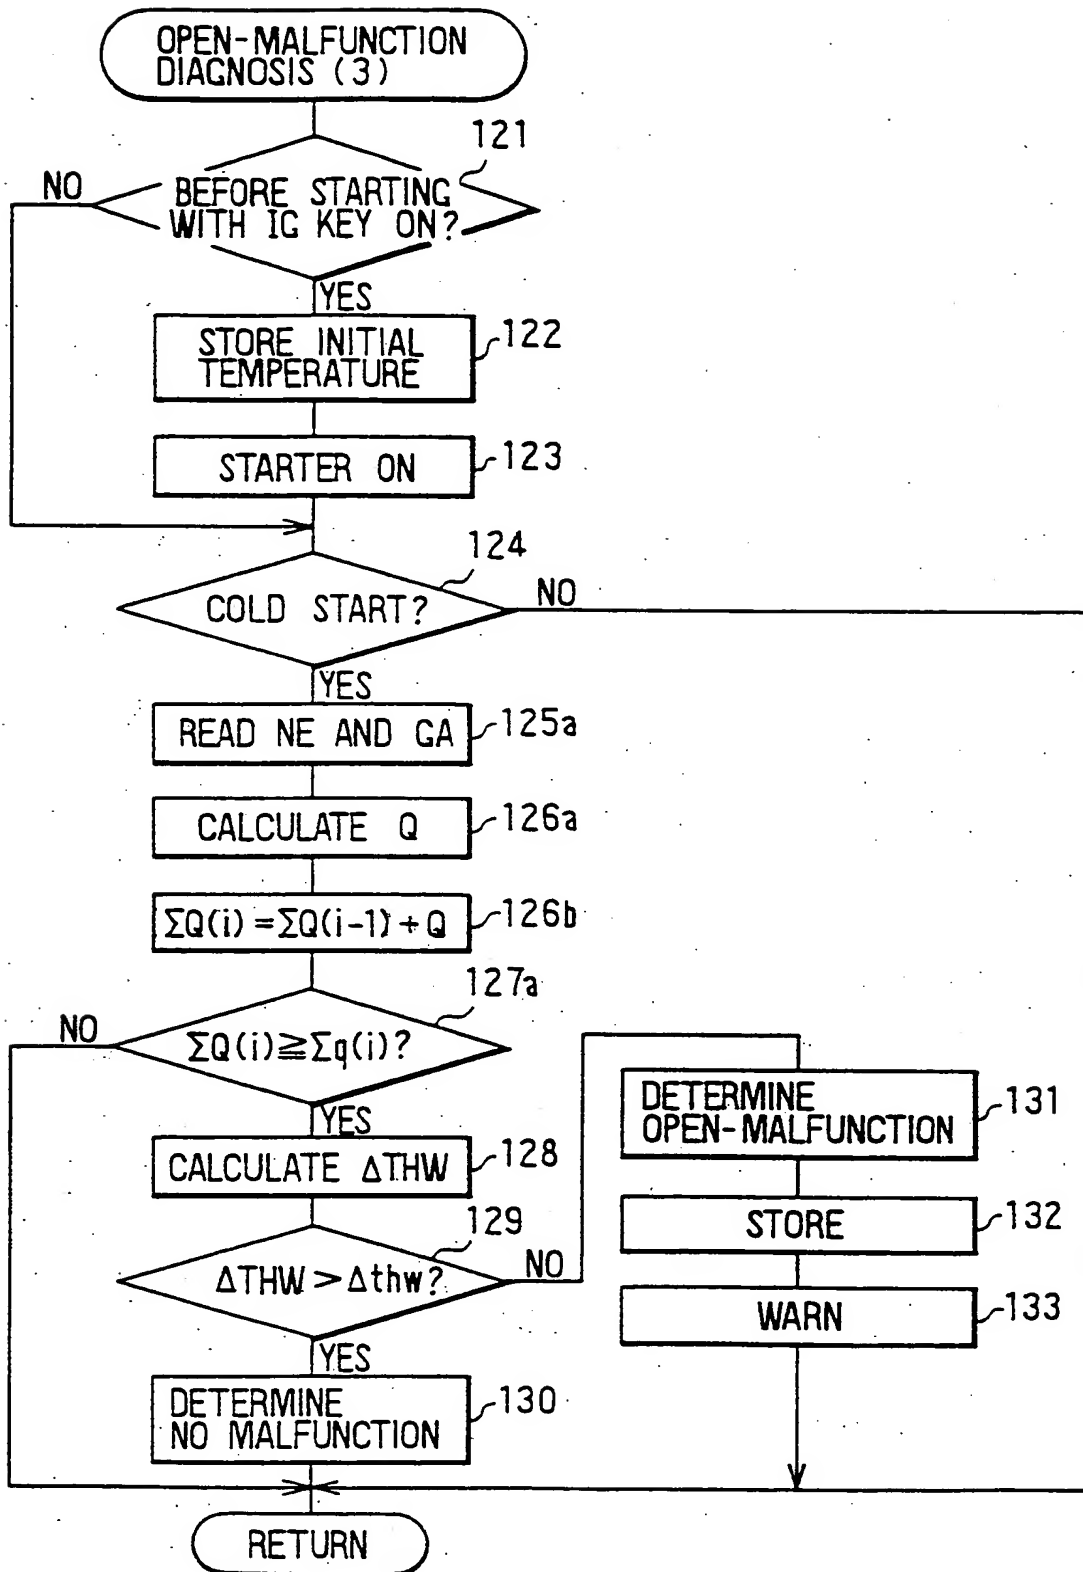 OPEN-MALFUNCTION
DIAGNOSIS (3)
121
NO
BEFORE STARTING
WITH IG KEY ON?
YES
STORE INITIAL
TEMPERATURE
122
STARTER ON
123
124
COLD START?
NO
YES
READ NE AND GA
125a
CALCULATE Q
126a
ΣQ(i)=ΣQ(i-1)+Q
126b
127a
NO
ΣQ(i)≧Σq(i)?
YES
DETERMINE
OPEN-MALFUNCTION
131
CALCULATE ΔTHW
128
STORE
132
129
ΔTHW>Δthw?
NO
WARN
133
YES
DETERMINE
NO MALFUNCTION
130
RETURN